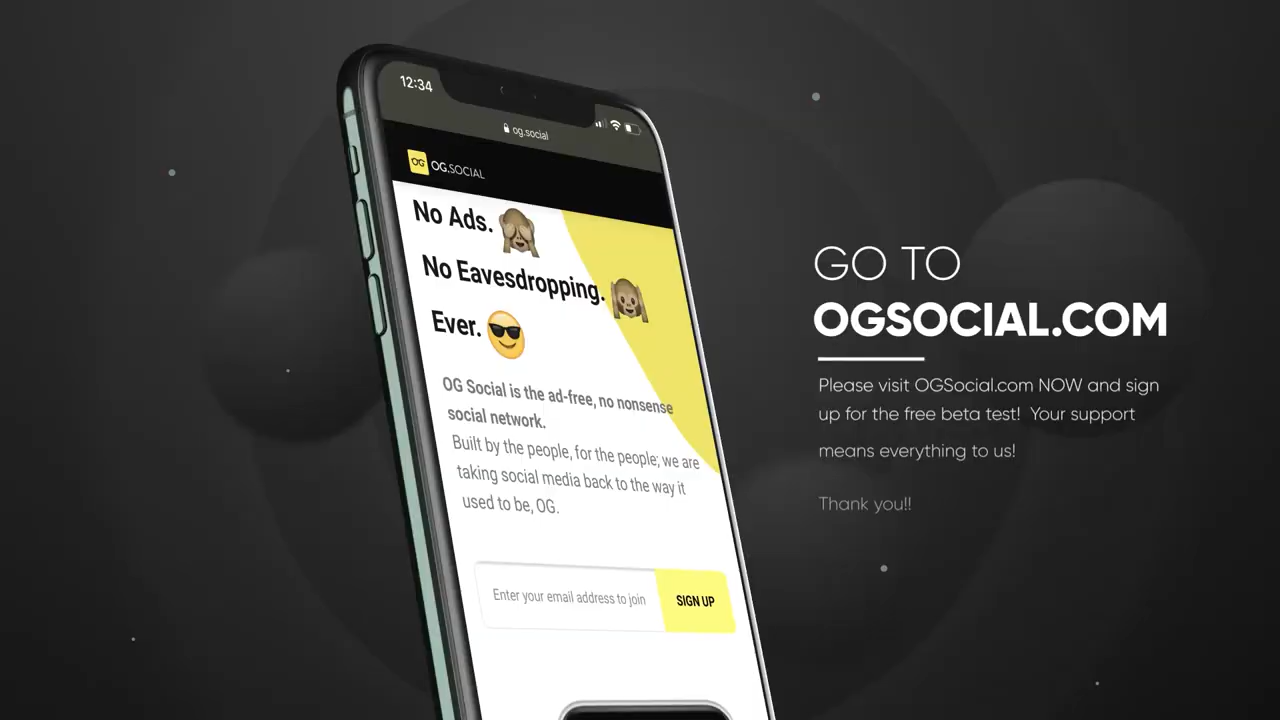 12:34
og.social
OG OG.SOCIAL
No Ads.
No Eavesdropping.
Ever.
OG Social is the ad-free, no nonsense
social network.
Built by the people, for the people; we are
taking social media back to the way it
used to be, OG.
Enter your email address to join
SIGN UP
GO TO
OGSOCIAL.COM
Please visit OGSocial.com NOW and sign
up for the free beta test! Your support
means everything to us!
Thank you!!